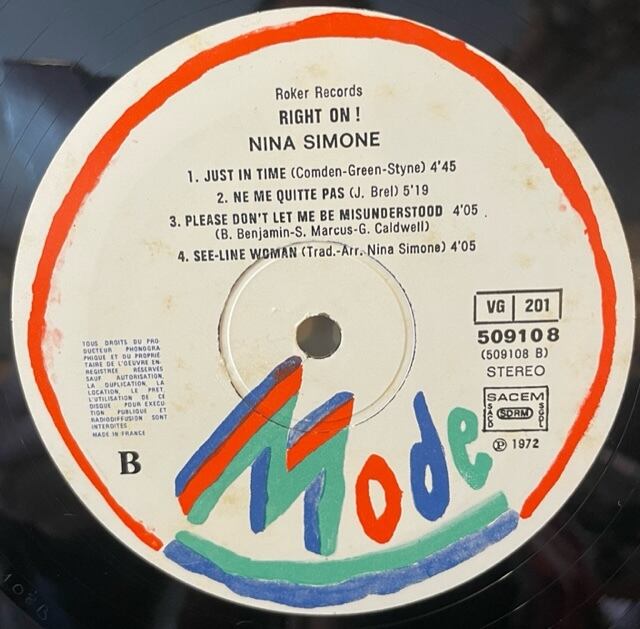 Roker Records
RIGHT ON !
NINA SIMONE
1. JUST IN TIME (Comden-Green-Styne) 4'45
2. NE ME QUITTE PAS (J. Brel) 5'19
3. PLEASE DON'T LET ME BE MISUNDERSTOOD 4'05
(B. Benjamin-S. Marcus-G. Caldwell)
4. SEE-LINE WOMAN (Trad.-Arr. Nina Simone) 4'05
VG 201
509108
(509108 B)
STEREO
SACEM
SACD SDRM SGDL
℗ 1972
TOUS DROITS DU PRO-
DUCTEUR PHONOGRA-
PHIQUE ET DU PROPRIÉ-
TAIRE DE L'OEUVRE EN-
REGISTRÉE RÉSERVÉS
SAUF AUTORISATION,
LA DUPLICATION, LA
LOCATION, LE PRET,
L'UTILISATION DE CE
DISQUE POUR EXECU-
TION PUBLIQUE ET
RADIODIFFUSION SONT
INTERDITES
MADE IN FRANCE
B
Mode